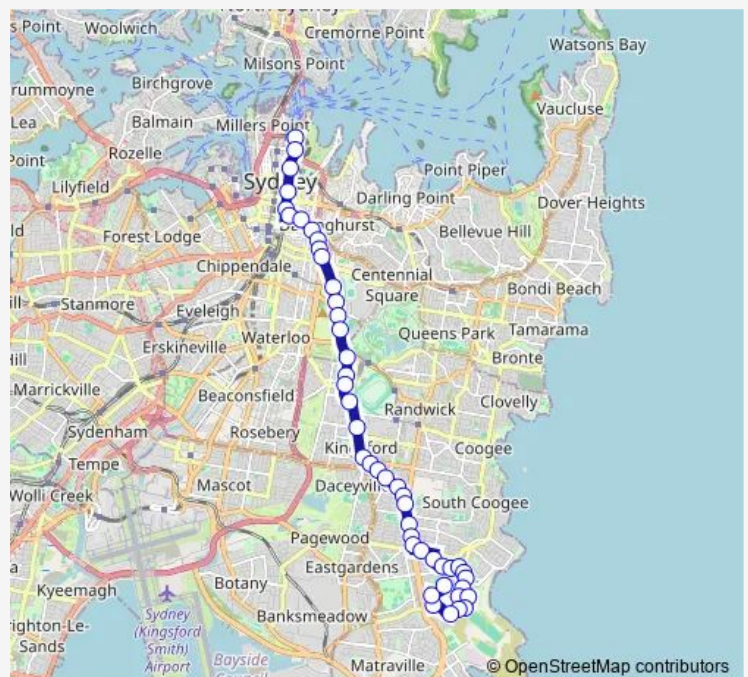 s Point
Woolwich
Cremorne Point
Watsons Bay
Milsons Point
Birchgrove
Vaucluse
Lea
Balmain
Millers Point
Rozelle
Point Piper
Lilyfield
Sydney
Darling Point
Dover Heights
Forest Lodge
Bellevue Hill
Chippendale
Centennial
Square
Bondi Beach
Stanmore
Eveleigh
Erskineville
Waterloo
Queens Park
Tamarama
Bronte
Marrickville
Beaconsfield
Randwick
Clovelly
Sydenham
Rosebery
Coogee
Tempe
Mascot
South Coogee
Wolli Creek
Pagewood
Eastgardens
Kyeemagh
Botany
Sydney
(Kingsford
Smith)
Airport
Banksmeadow
righton-Le-
Sands
Bayside
Matraville
© OpenStreetMap contributors